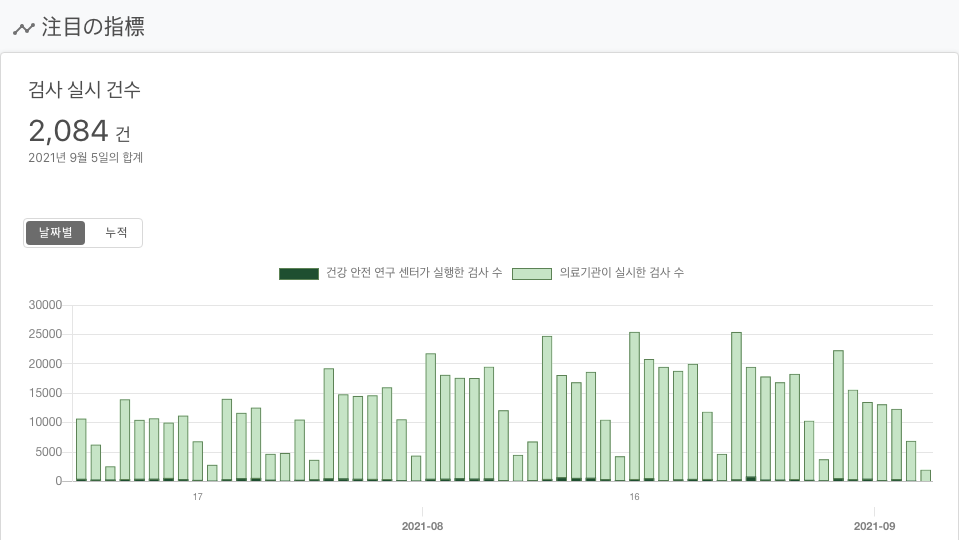 注目の指標
검사 실시 건수
2,084 건
2021년 9월 5일의 합계
날짜별 누적
건강 안전 연구 센터가 실행한 검사 수 의료기관이 실시한 검사 수
30000
25000
20000
15000
10000
5000
0
17 16
2021-08 2021-09